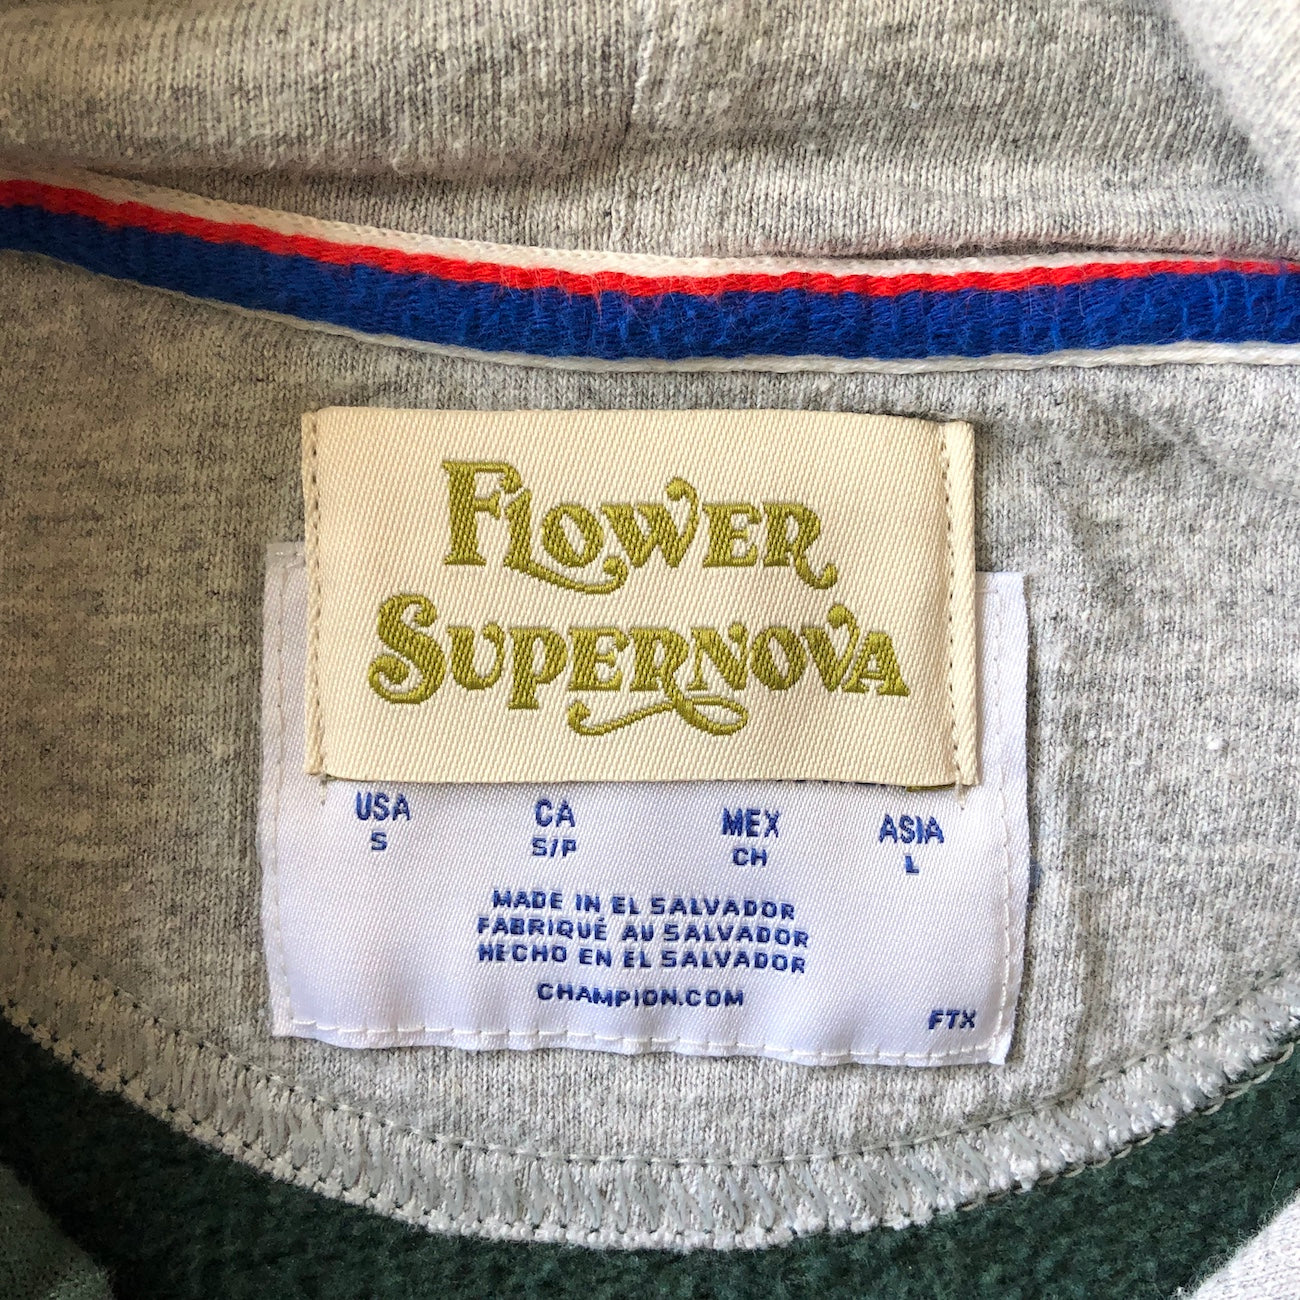 FLOWER
SUPERNOVA
USA CA MEX ASIA
S S/P CH L
MADE IN EL SALVADOR
FABRIQUÉ AU SALVADOR
HECHO EN EL SALVADOR
CHAMPION.COM
FTX